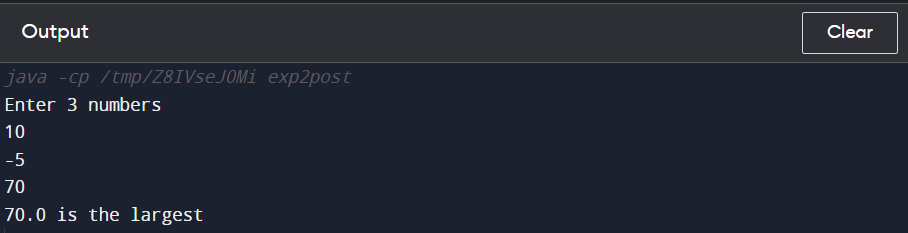 Output
Clear
java -cp /tmp/Z8IVseJOMi exp2post
Enter 3 numbers
10
-5
70
70.0 is the largest